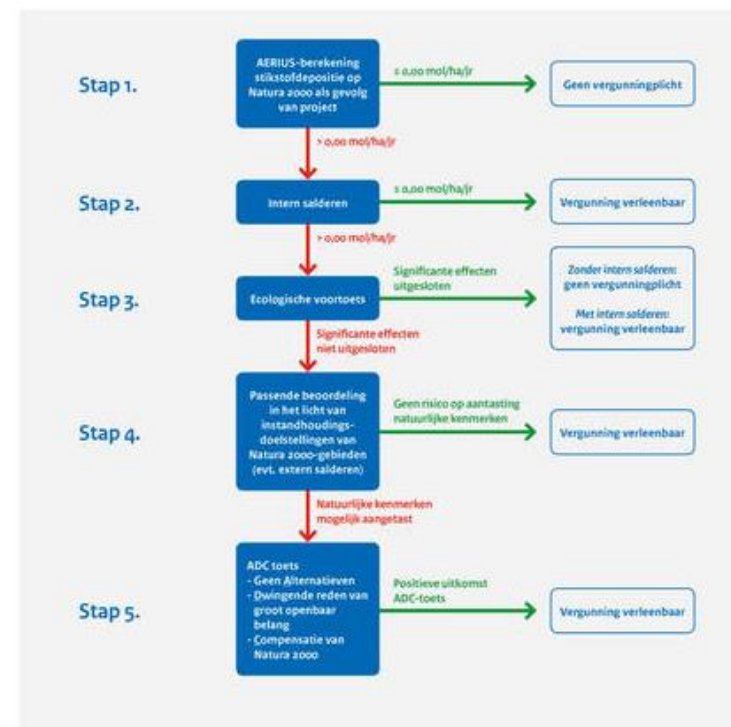 Stap 1.
AERIUS-berekening
stikstofdepositie op
Natura 2000 als gevolg
van project
≤ 0,00 mol/ha/jr
Geen vergunningplicht
> 0,00 mol/ha/jr
Stap 2.
Intern salderen
≤ 0,00 mol/ha/jr
Vergunning verleenbaar
> 0,00 mol/ha/jr
Stap 3.
Ecologische voortoets
Significante effecten
uitgesloten
Zonder intern salderen:
geen vergunningplicht
Met intern salderen:
vergunning verleenbaar
Significante effecten
niet uitgesloten
Stap 4.
Passende beoordeling
in het licht van
instandhoudings-
doelstellingen van
Natura 2000-gebieden
(evt. extern salderen)
Geen risico op aantasting
natuurlijke kenmerken
Vergunning verleenbaar
Natuurlijke kenmerken
mogelijk aangetast
Stap 5.
ADC toets
- Geen Alternatieven
- Dwingende reden van
groot openbaar
belang
- Compensatie van
Natura 2000
Positieve uitkomst
ADC-toets
Vergunning verleenbaar